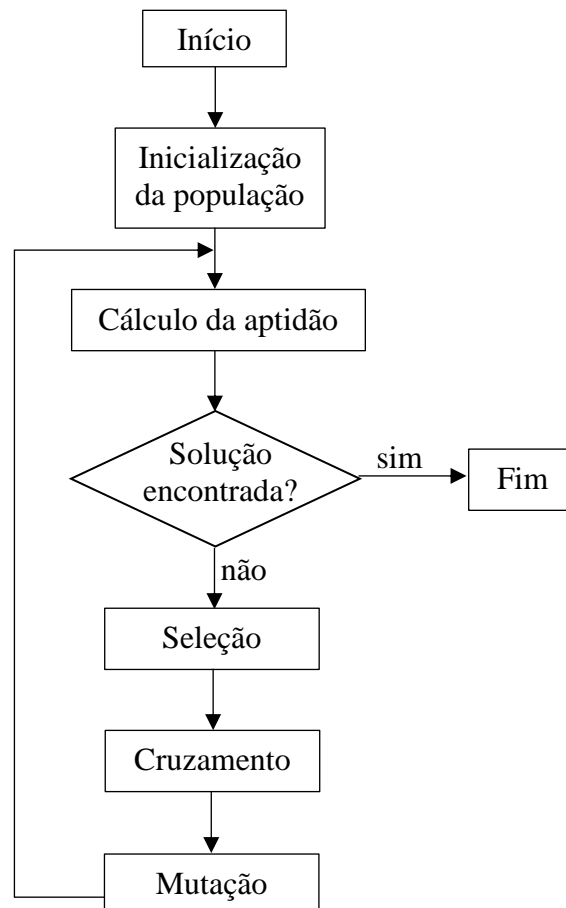 Início
Inicialização
da população
Cálculo da aptidão
Solução
encontrada?
sim
Fim
não
Seleção
Cruzamento
Mutação